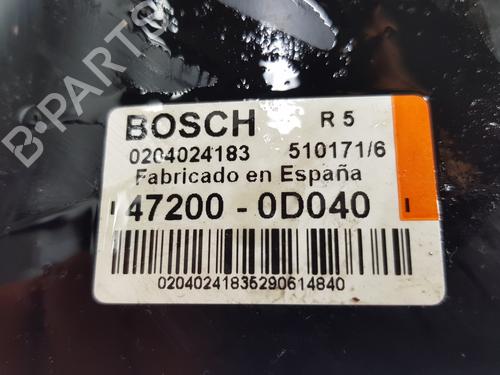 BOSCH R 5
0204024183 510171/6
Fabricado en España
47200 - 0D040
02040241835290614840
B-PARTS